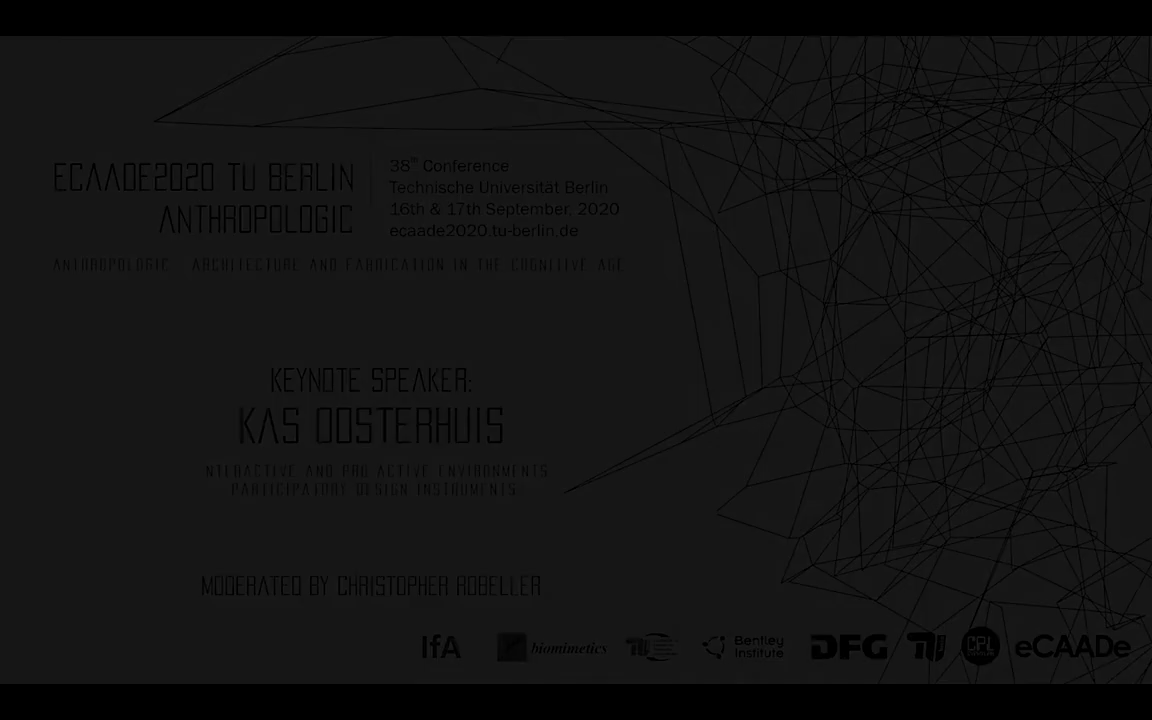 ECAADE2020 TU BERLIN
ANTHROPOLOGIC
38th Conference
Technische Universität Berlin
16th & 17th September, 2020
ecaade2020.tu-berlin.de
ANTHROPOLOGIC - ARCHITECTURE AND FABRICATION IN THE COGNITIVE AGE
KEYNOTE SPEAKER:
KAS OOSTERHUIS
INTERACTIVE AND PRO ACTIVE ENVIRONMENTS
PARTICIPATORY DESIGN INSTRUMENTS
MODERATED BY CHRISTOPHER ROBELLER
IfA
biomimetics
Bentley
Institute
DFG
CPL
eCAADe